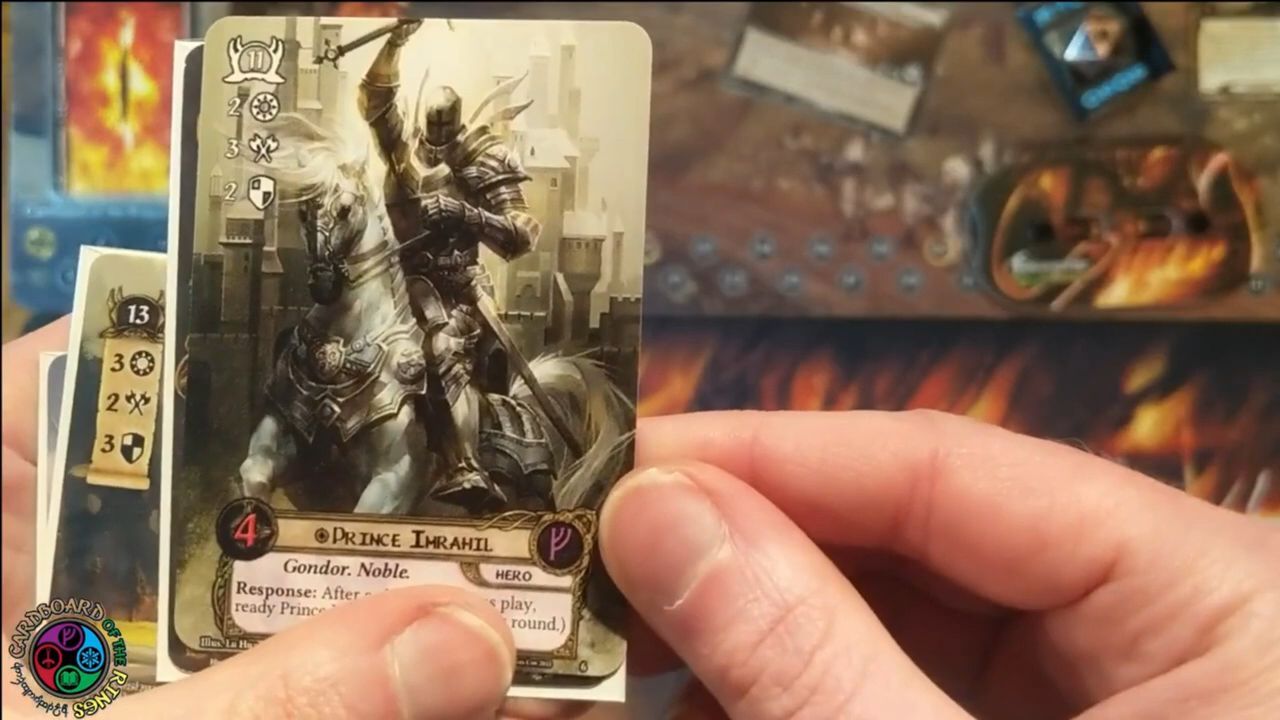 11
2
3
2
13
3
2
3
4
PRINCE IMRAHIL
Gondor. Noble.
HERO
Response: After play,
ready Prince round.)
Illus.
6
CARDBOARD OF THE RINGS